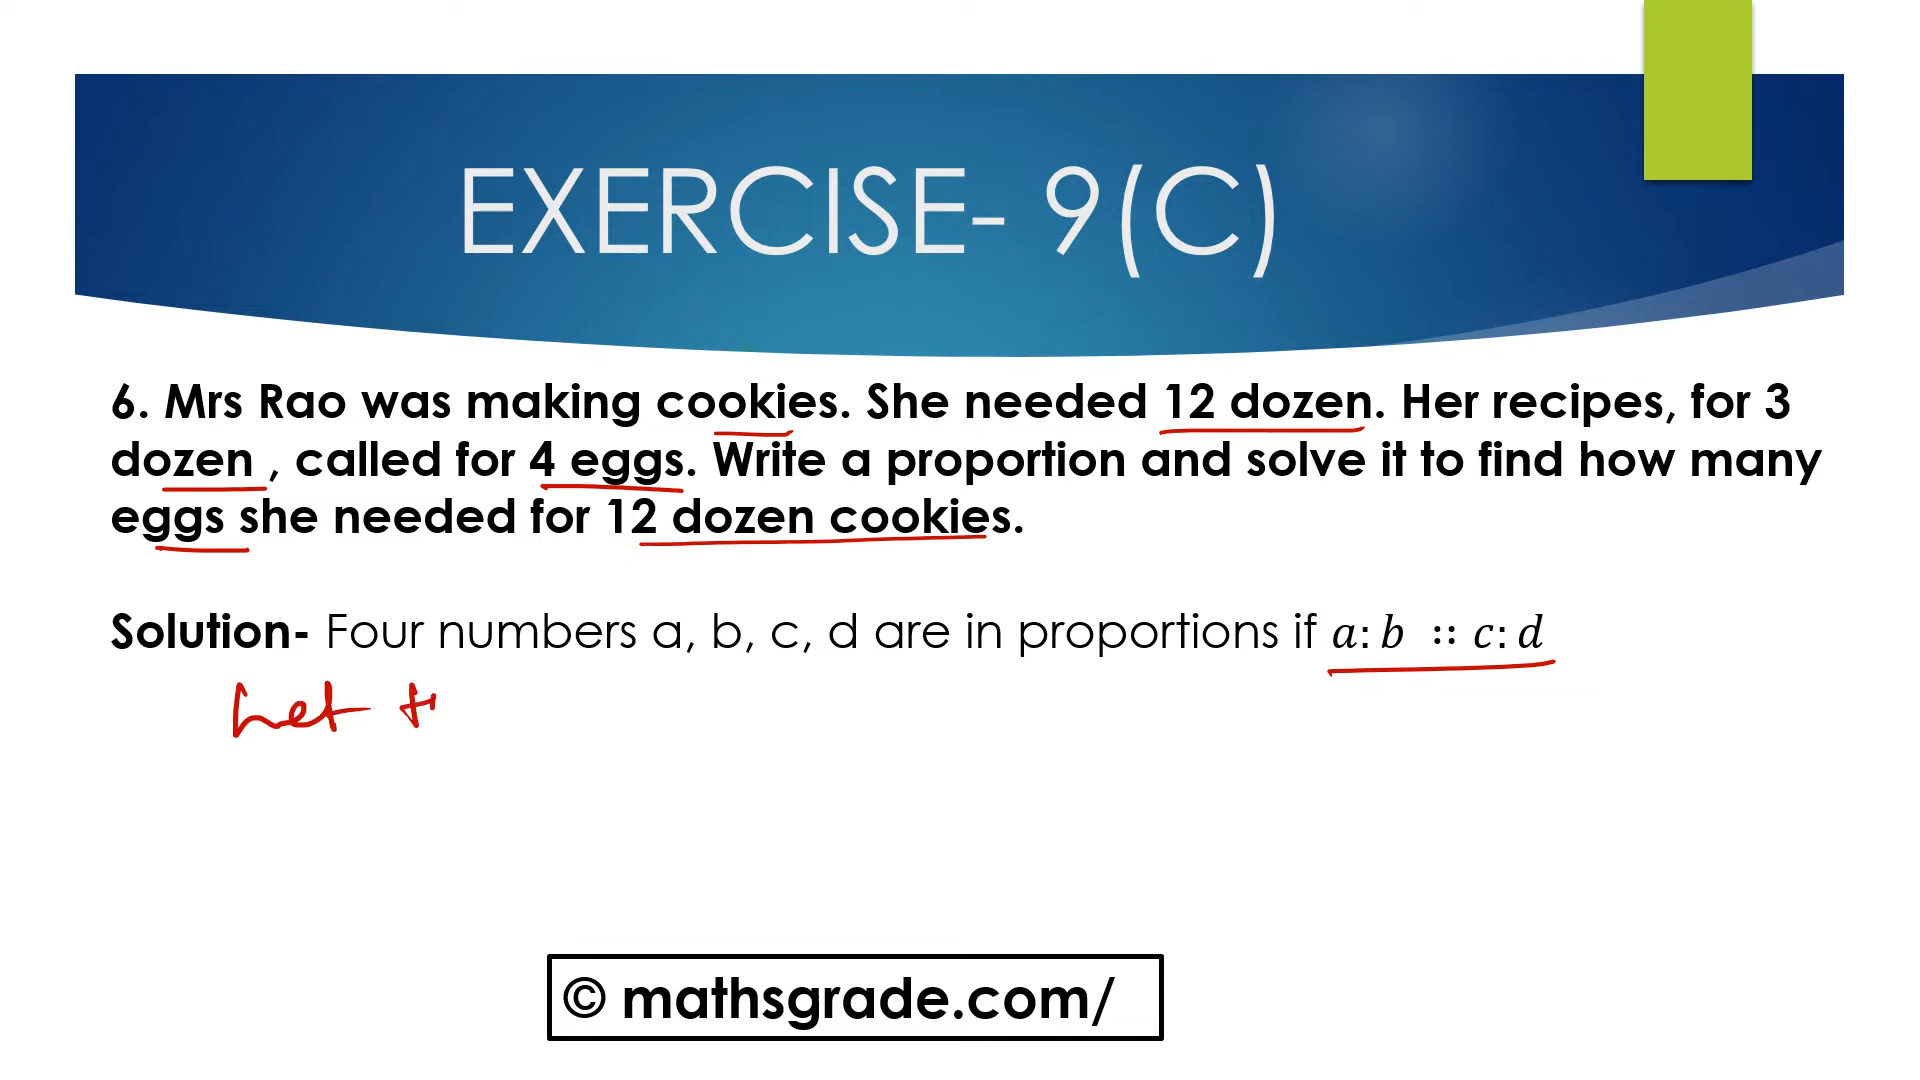 EXERCISE- 9(C)
6. Mrs Rao was making cookies. She needed 12 dozen. Her recipes, for 3
dozen , called for 4 eggs. Write a proportion and solve it to find how many
eggs she needed for 12 dozen cookies.
Solution- Four numbers a, b, c, d are in proportions if a: b :: c: d
Let
© mathsgrade.com/